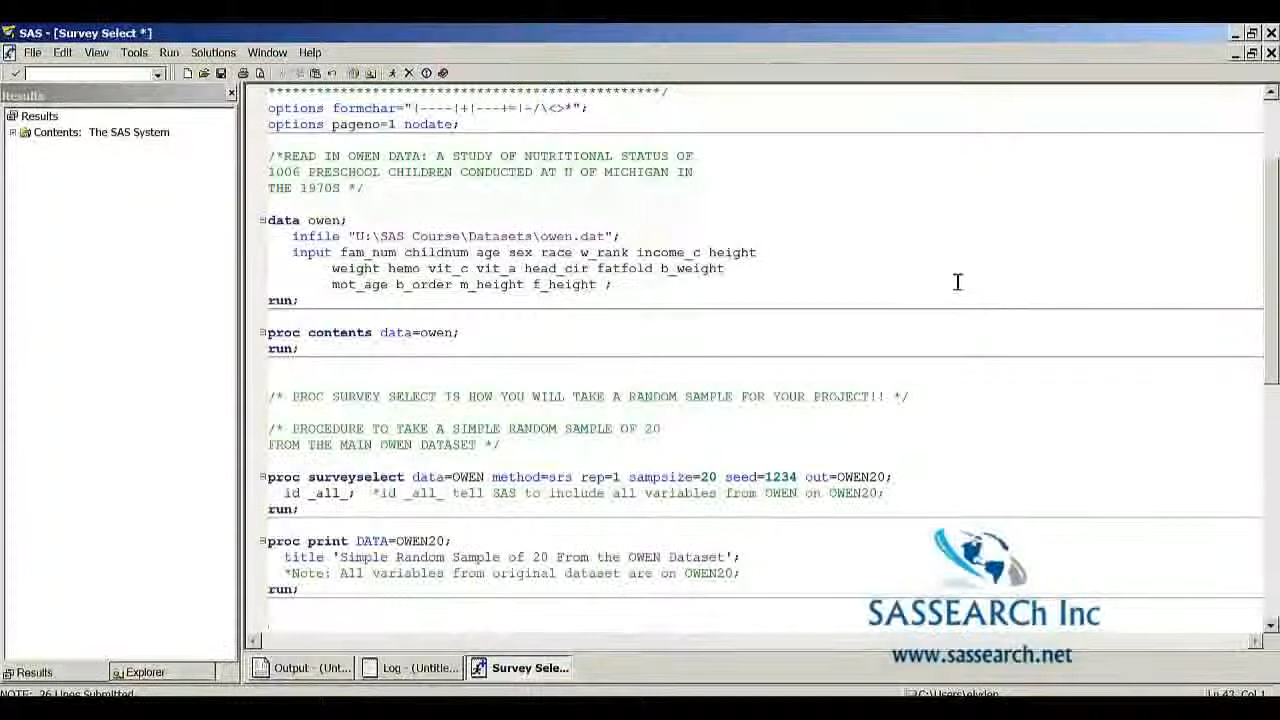 SAS - [Survey Select *]
File Edit View Tools Run Solutions Window Help
Results
Results
Contents: The SAS System
************************************************/
options formchar="|----|+|---+=|-/\<>*";
options pageno=1 nodate;
/*READ IN OWEN DATA: A STUDY OF NUTRITIONAL STATUS OF
1006 PRESCHOOL CHILDREN CONDUCTED AT U OF MICHIGAN IN
THE 1970S */
data owen;
infile "U:\SAS Course\Datasets\owen.dat";
input fam_num childnum age sex race w_rank income_c height
weight hemo vit_c vit_a head_cir fatfold b_weight
mot_age b_order m_height f_height ;
run;
proc contents data=owen;
run;
/* PROC SURVEY SELECT IS HOW YOU WILL TAKE A RANDOM SAMPLE FOR YOUR PROJECT!! */
/* PROCEDURE TO TAKE A SIMPLE RANDOM SAMPLE OF 20
FROM THE MAIN OWEN DATASET */
proc surveyselect data=OWEN method=srs rep=1 sampsize=20 seed=1234 out=OWEN20;
id _all_; *id _all_ tell SAS to include all variables from OWEN on OWEN20;
run;
proc print DATA=OWEN20;
title 'Simple Random Sample of 20 From the OWEN Dataset';
*Note: All variables from original dataset are on OWEN20;
run;
SASSEARCh Inc
www.sassearch.net
Results Explorer Output - (Unt... Log - (Untitle... Survey Sele...
NOTE: 26 Lines Submitted. Ln 42, Col 1